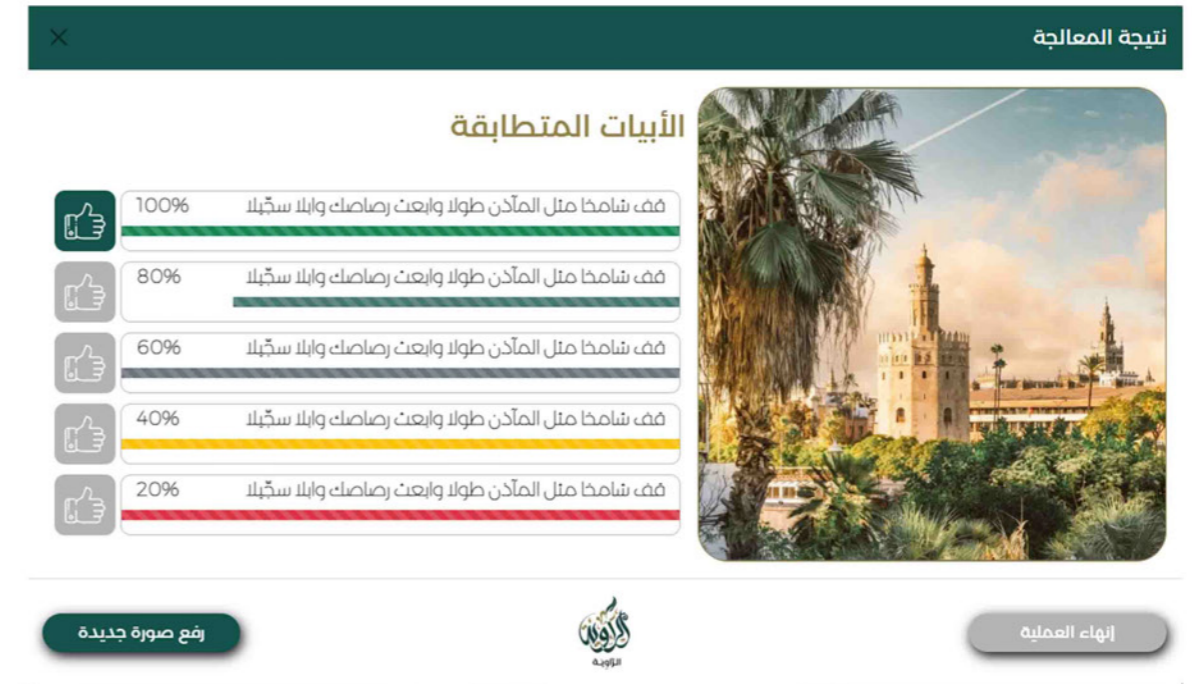 نتيجة المعالجة
الأبيات المتطابقة
قف شامخا مثل المآذن طولا وابعث رصاصك وابلا سجّيلا 100%
قف شامخا مثل المآذن طولا وابعث رصاصك وابلا سجّيلا 80%
قف شامخا مثل المآذن طولا وابعث رصاصك وابلا سجّيلا 60%
قف شامخا مثل المآذن طولا وابعث رصاصك وابلا سجّيلا 40%
قف شامخا مثل المآذن طولا وابعث رصاصك وابلا سجّيلا 20%
إنهاء العملية
الزاوية
رفع صورة جديدة